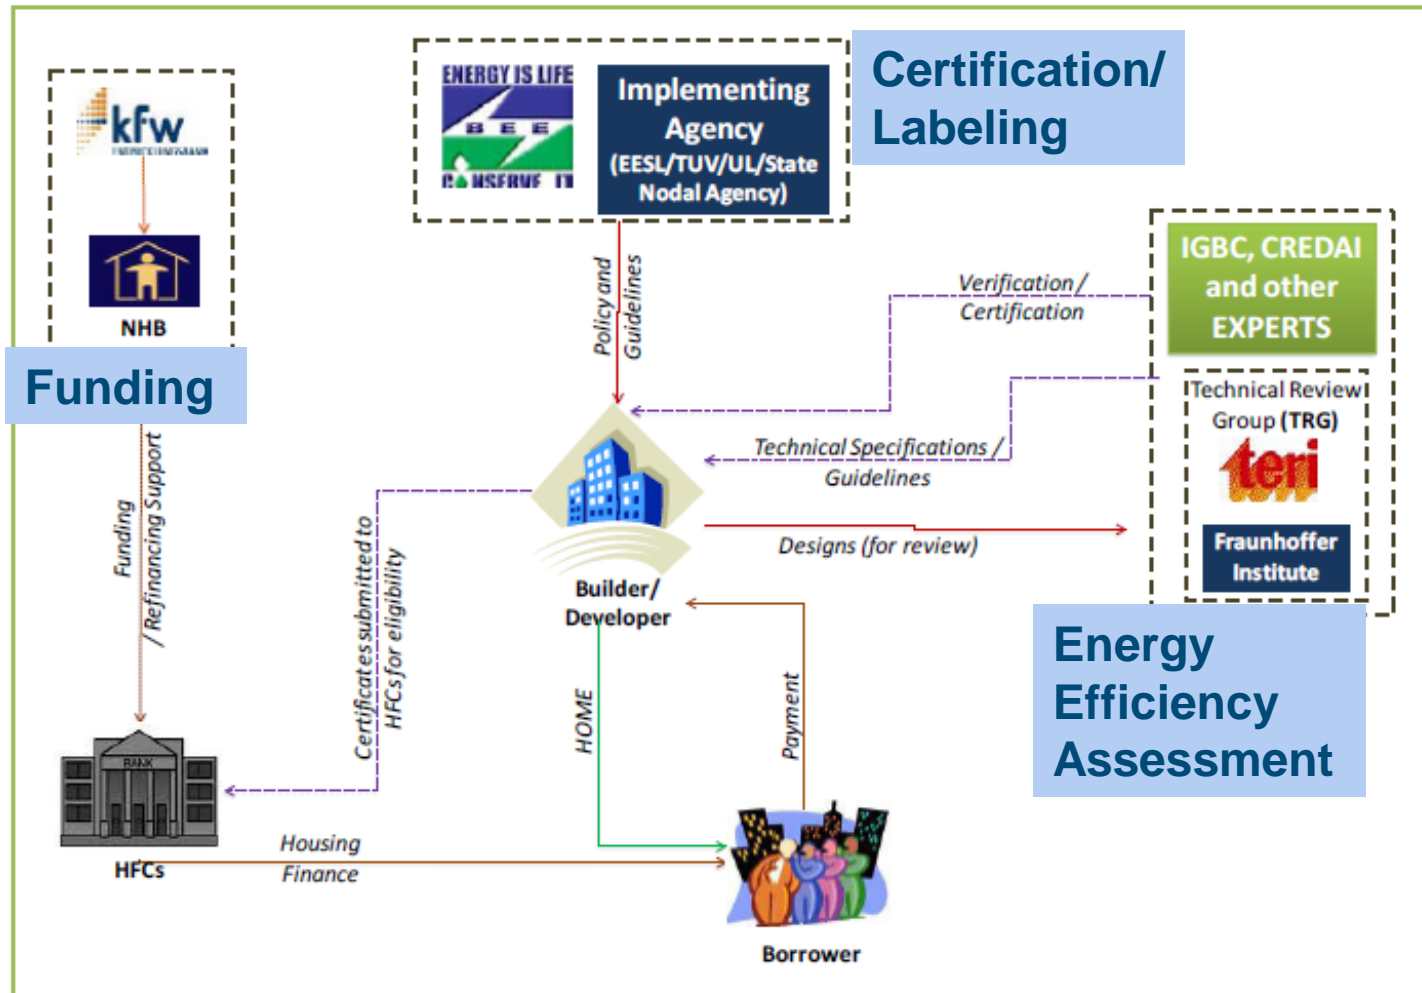 kfw
NHB
Funding
ENERGY IS LIFE
BEE
CONSERVE IT
Implementing
Agency
(EESL/TUV/UL/State
Nodal Agency)
Certification/
Labeling
Policy and
Guidelines
Verification /
Certification
IGBC, CREDAI
and other
EXPERTS
Technical Review
Group (TRG)
teri
Fraunhoffer
Institute
Technical Specifications /
Guidelines
Designs (for review)
Energy
Efficiency
Assessment
Funding
/ Refinancing Support
Certificates submitted to
HFCs for eligibility
Builder/
Developer
HOME
Payment
BANK
HFCs
Housing
Finance
Borrower